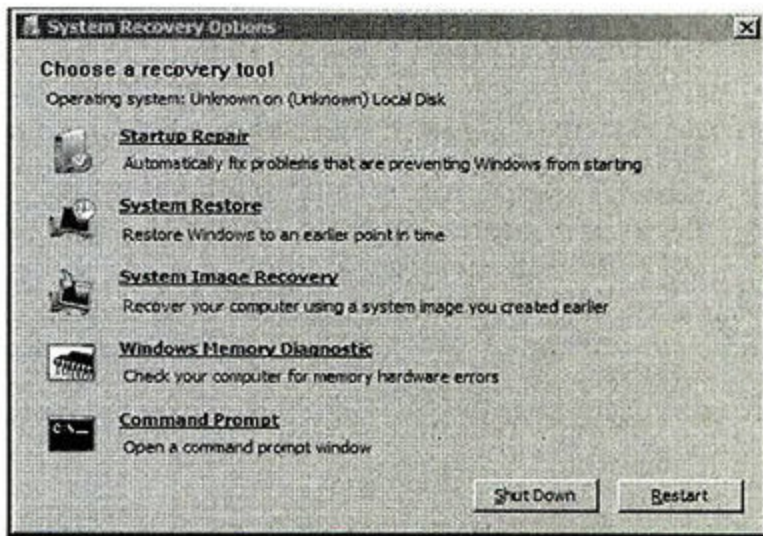 System Recovery Options
Choose a recovery tool
Operating system: Unknown on (Unknown) Local Disk
Startup Repair
Automatically fix problems that are preventing Windows from starting
System Restore
Restore Windows to an earlier point in time
System Image Recovery
Recover your computer using a system image you created earlier
Windows Memory Diagnostic
Check your computer for memory hardware errors
C:\_
Command Prompt
Open a command prompt window
Shut Down
Restart